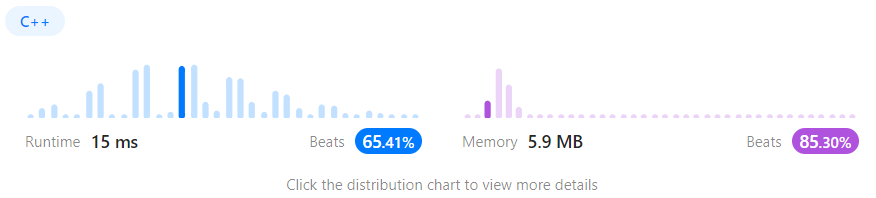 C++
Runtime 15 ms Beats 65.41% Memory 5.9 MB Beats 85.30%
Click the distribution chart to view more details